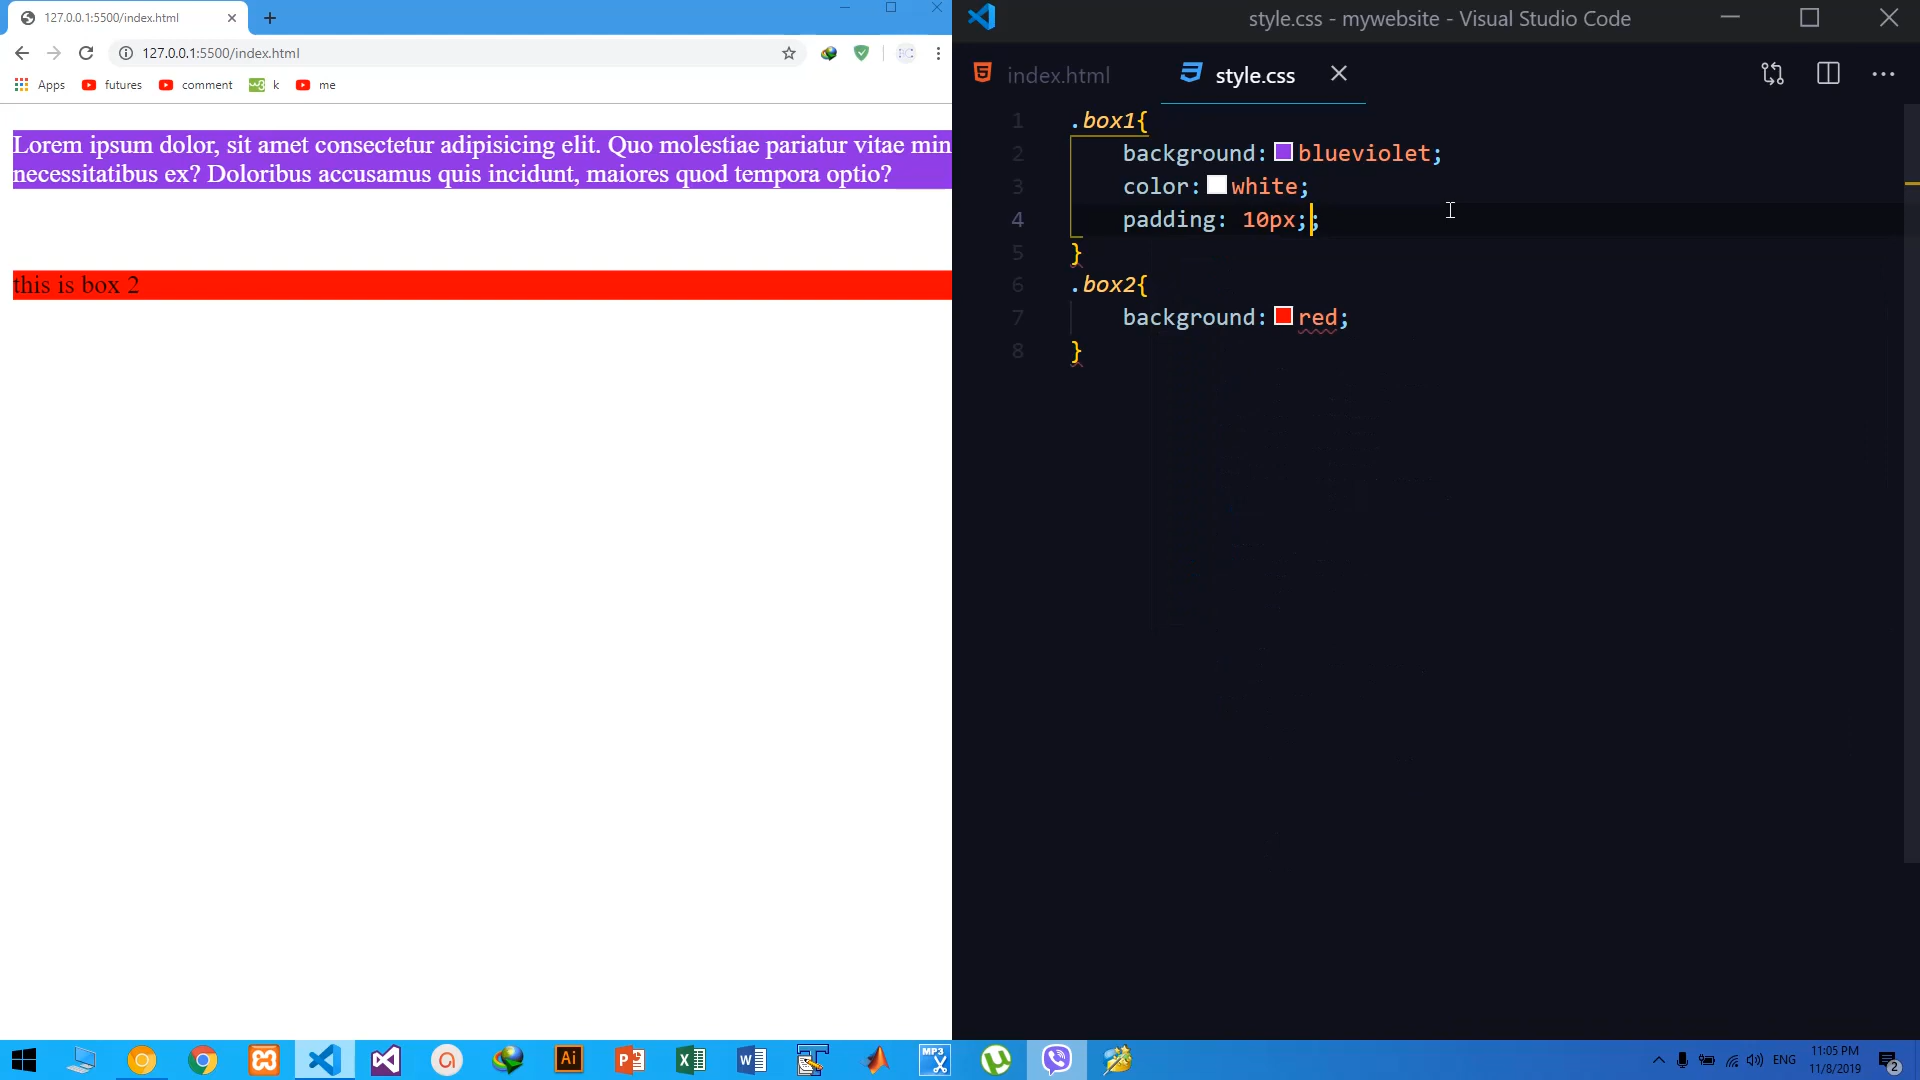 127.0.0.1:5500/index.html
127.0.0.1:5500/index.html
Apps futures comment k me
Lorem ipsum dolor, sit amet consectetur adipisicing elit. Quo molestiae pariatur vitae min
necessitatibus ex? Doloribus accusamus quis incidunt, maiores quod tempora optio?
this is box 2
style.css - mywebsite - Visual Studio Code
index.html style.css
1 .box1{
2 background: blueviolet;
3 color: white;
4 padding: 10px;;
5 }
6 .box2{
7 background: red;
8 }
Ai
MP3
ENG
11:05 PM
11/8/2019
2